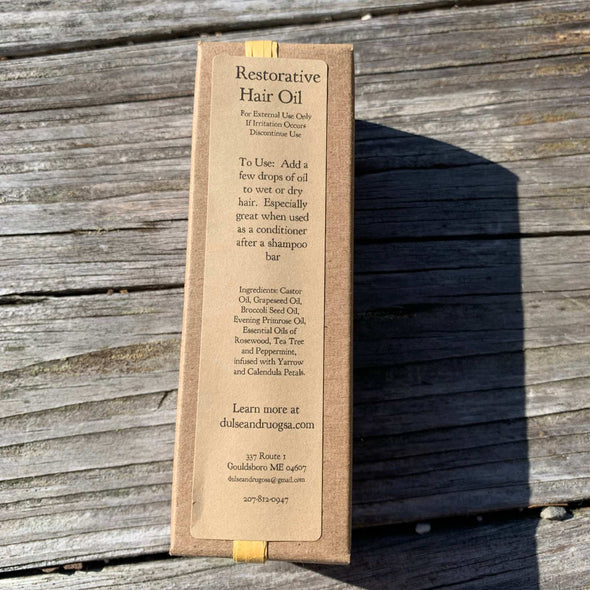 Restorative
Hair Oil
For External Use Only
If Irritation Occurs
Discontinue Use
To Use: Add a
few drops of oil
to wet or dry
hair. Especially
great when used
as a conditioner
after a shampoo
bar
Ingredients: Castor
Oil, Grapeseed Oil,
Broccoli Seed Oil,
Evening Primrose Oil,
Essential Oils of
Rosewood, Tea Tree
and Peppermint,
infused with Yarrow
and Calendula Petals.
Learn more at
dulseandruogsa.com
337 Route 1
Gouldsboro ME 04607
dulseandrugosa@gmail.com
207-812-0947